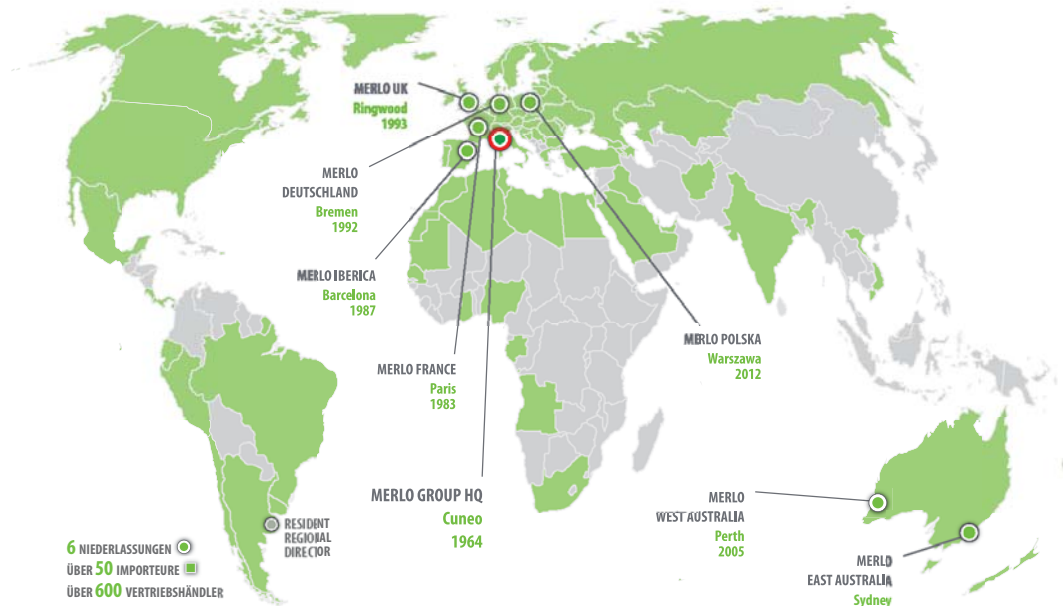 MERLO UK
Ringwood
1993
MERLO
DEUTSCHLAND
Bremen
1992
MERLO IBERICA
Barcelona
1987
MERLO FRANCE
Paris
1983
MERLO GROUP HQ
Cuneo
1964
MERLO POLSKA
Warszawa
2012
MERLO
WEST AUSTRALIA
Perth
2005
MERLO
EAST AUSTRALIA
Sydney
RESIDENT
REGIONAL
DIRECTOR
6 NIEDERLASSUNGEN
ÜBER 50 IMPORTEURE
ÜBER 600 VERTRIEBSHÄNDLER